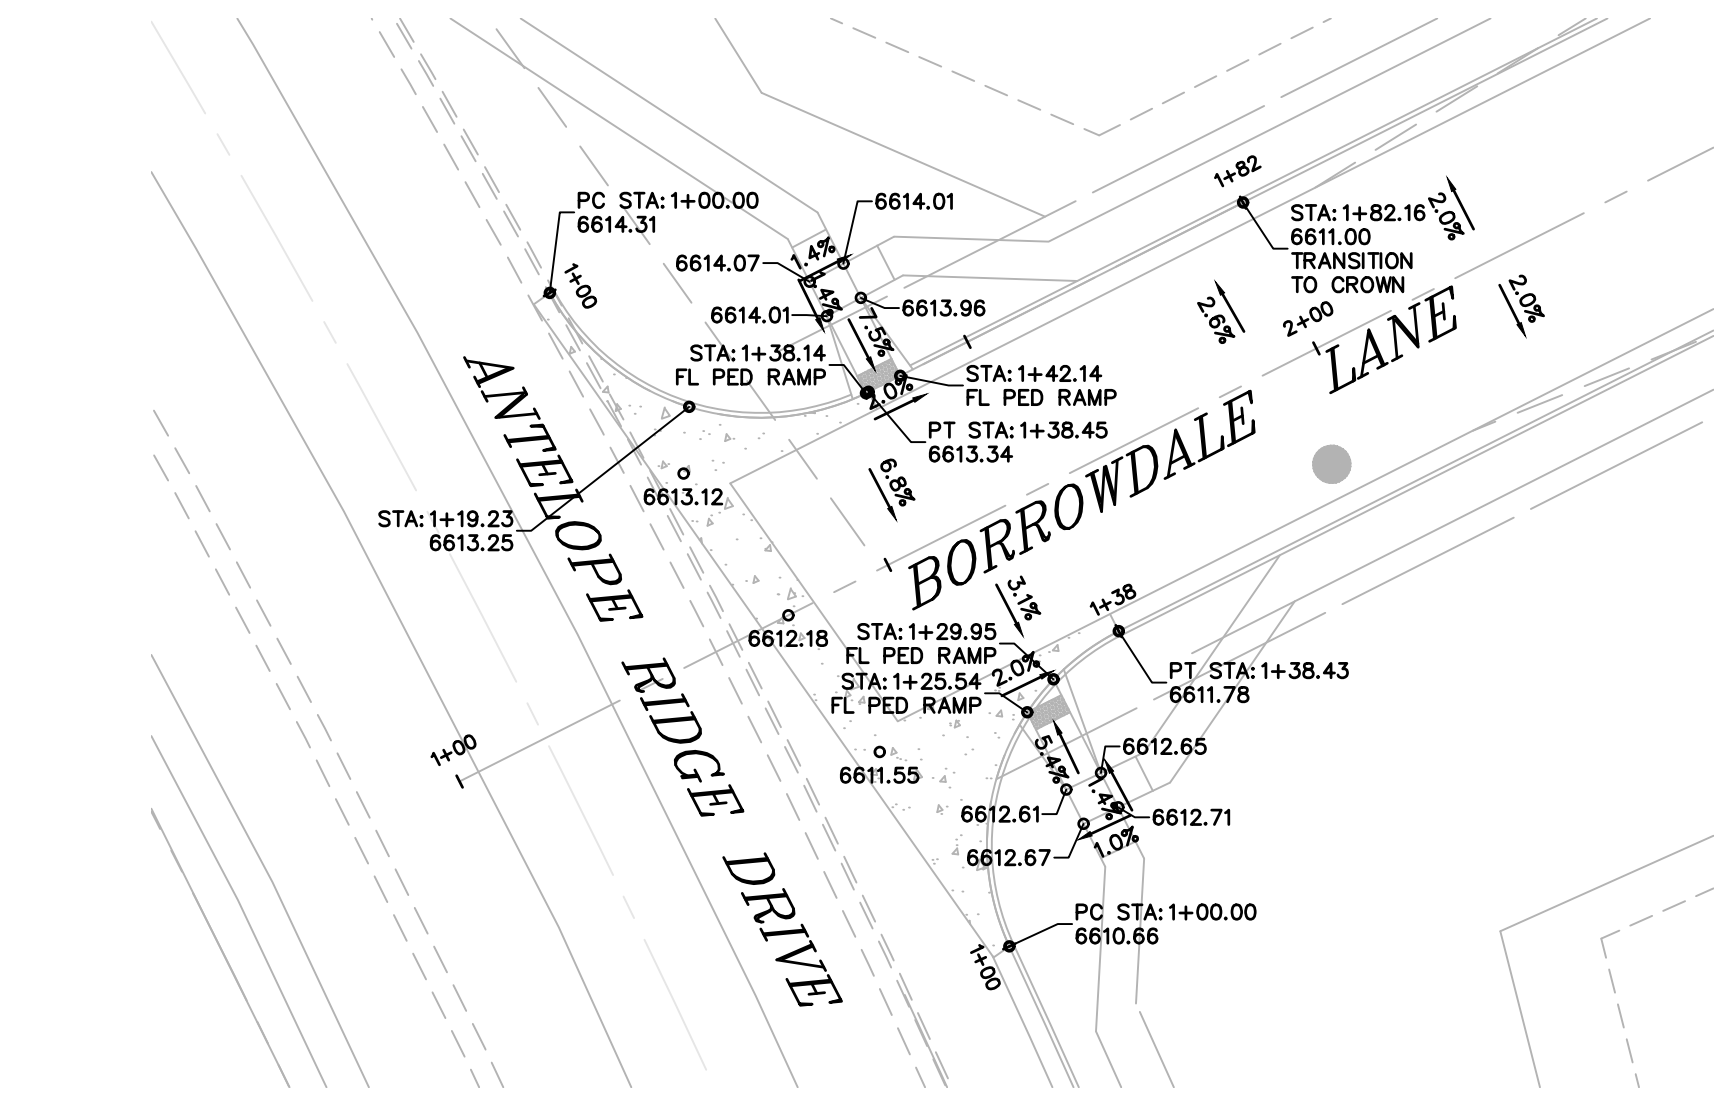 1+82
PC STA:1+00.00
6614.31
6614.01
STA:1+82.16
6611.00
TRANSITION
TO CROWN
2.0%
1.4%
6614.07
1+00
1.4%
6614.01
6613.96
2.6%
2+00
2.0%
7.5%
STA:1+38.14
FL PED RAMP
2.0%
STA:1+42.14
FL PED RAMP
PT STA:1+38.45
6613.34
6.8%
6613.12
STA:1+19.23
6613.25
ANTELOPE RIDGE DRIVE
BORROWDALE LANE
3.1%
1+38
6612.18
STA:1+29.95
FL PED RAMP
2.0%
STA:1+25.54
FL PED RAMP
PT STA:1+38.43
6611.78
1+00
6611.55
5.4%
6612.65
1.4%
6612.61
6612.71
1.0%
6612.67
PC STA:1+00.00
6610.66
1+00